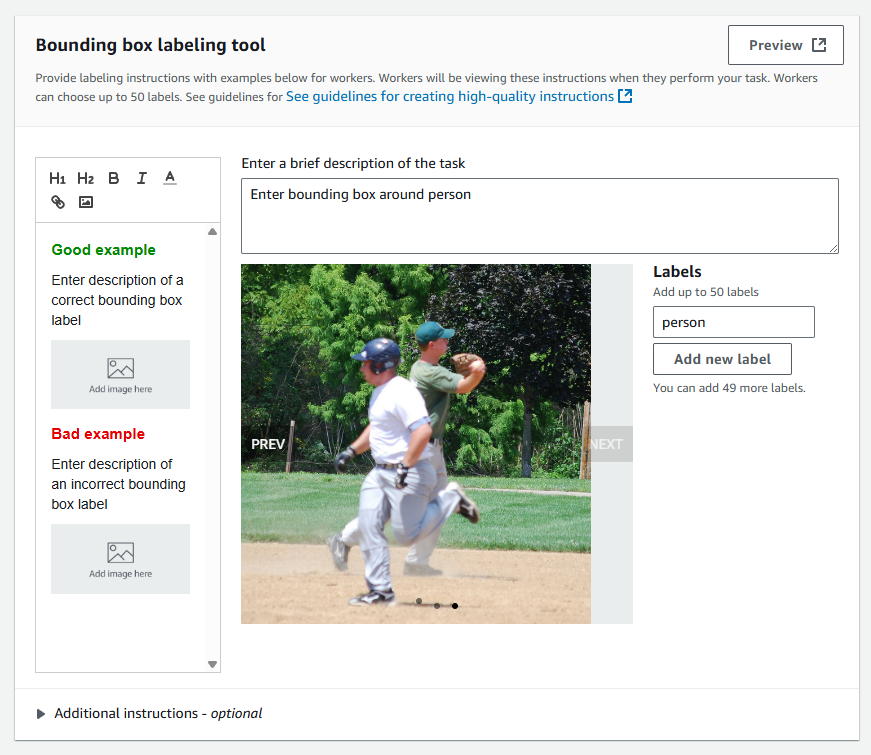 Bounding box labeling tool
Preview
Provide labeling instructions with examples below for workers. Workers will be viewing these instructions when they perform your task. Workers
can choose up to 50 labels. See guidelines for See guidelines for creating high-quality instructions
H1 H2 B I A
Good example
Enter description of a
correct bounding box
label
Add image here
Bad example
Enter description of
an incorrect bounding
box label
Add image here
Enter a brief description of the task
Enter bounding box around person
PREV
NEXT
Labels
Add up to 50 labels
person
Add new label
You can add 49 more labels.
Additional instructions - optional